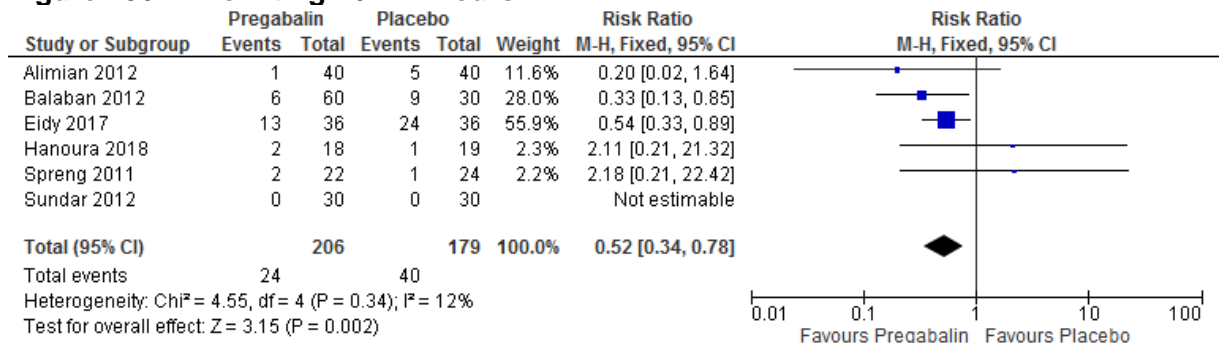 Pregabalin Placebo Risk Ratio Risk Ratio
Study or Subgroup Events Total Events Total Weight M-H, Fixed, 95% CI M-H, Fixed, 95% CI
Alimian 2012 1 40 5 40 11.6% 0.20 [0.02, 1.64]
Balaban 2012 6 60 9 30 28.0% 0.33 [0.13, 0.85]
Eidy 2017 13 36 24 36 55.9% 0.54 [0.33, 0.89]
Hanoura 2018 2 18 1 19 2.3% 2.11 [0.21, 21.32]
Spreng 2011 2 22 1 24 2.2% 2.18 [0.21, 22.42]
Sundar 2012 0 30 0 30 Not estimable
Total (95% CI) 206 179 100.0% 0.52 [0.34, 0.78]
Total events 24 40
Heterogeneity: Chi² = 4.55, df = 4 (P = 0.34); I² = 12%
Test for overall effect: Z = 3.15 (P = 0.002)
0.01 0.1 1 10 100
Favours Pregabalin Favours Placebo